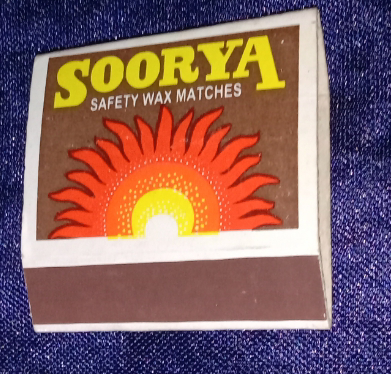 SOORYA
SAFETY WAX MATCHES